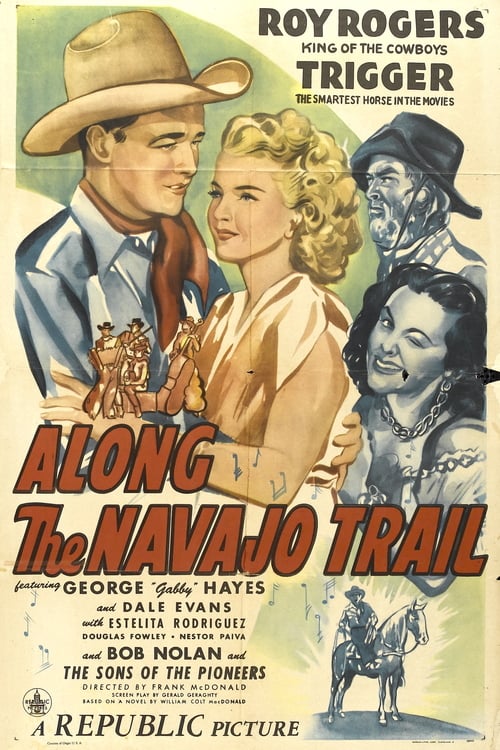 ROY ROGERS
KING OF THE COWBOYS
TRIGGER
THE SMARTEST HORSE IN THE MOVIES
ALONG
The NAVAJO TRAIL
featuring GEORGE "Gabby" HAYES
and DALE EVANS
with ESTELITA RODRIGUEZ
DOUGLAS FOWLEY • NESTOR PAIVA
and BOB NOLAN and
THE SONS OF THE PIONEERS
DIRECTED BY FRANK McDONALD
SCREEN PLAY BY GERALD GERAGHTY
BASED ON A NOVEL BY WILLIAM COLT MacDONALD
REPUBLIC
A REPUBLIC PICTURE